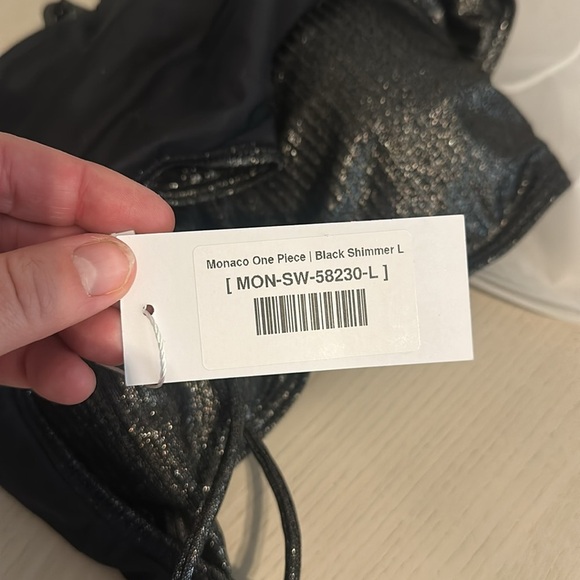 Monaco One Piece | Black Shimmer L
[ MON-SW-58230-L ]